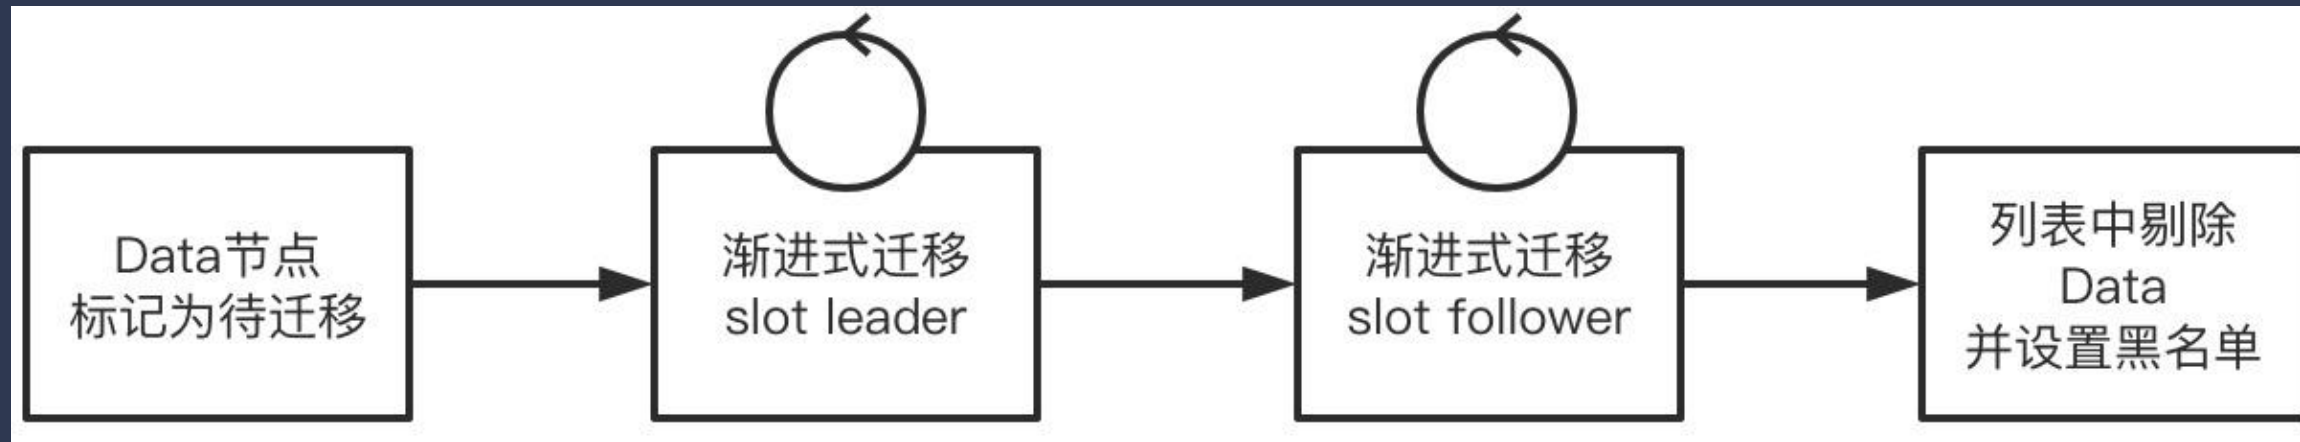 Data节点
标记为待迁移
渐进式迁移
slot leader
渐进式迁移
slot follower
列表中剔除
Data
并设置黑名单